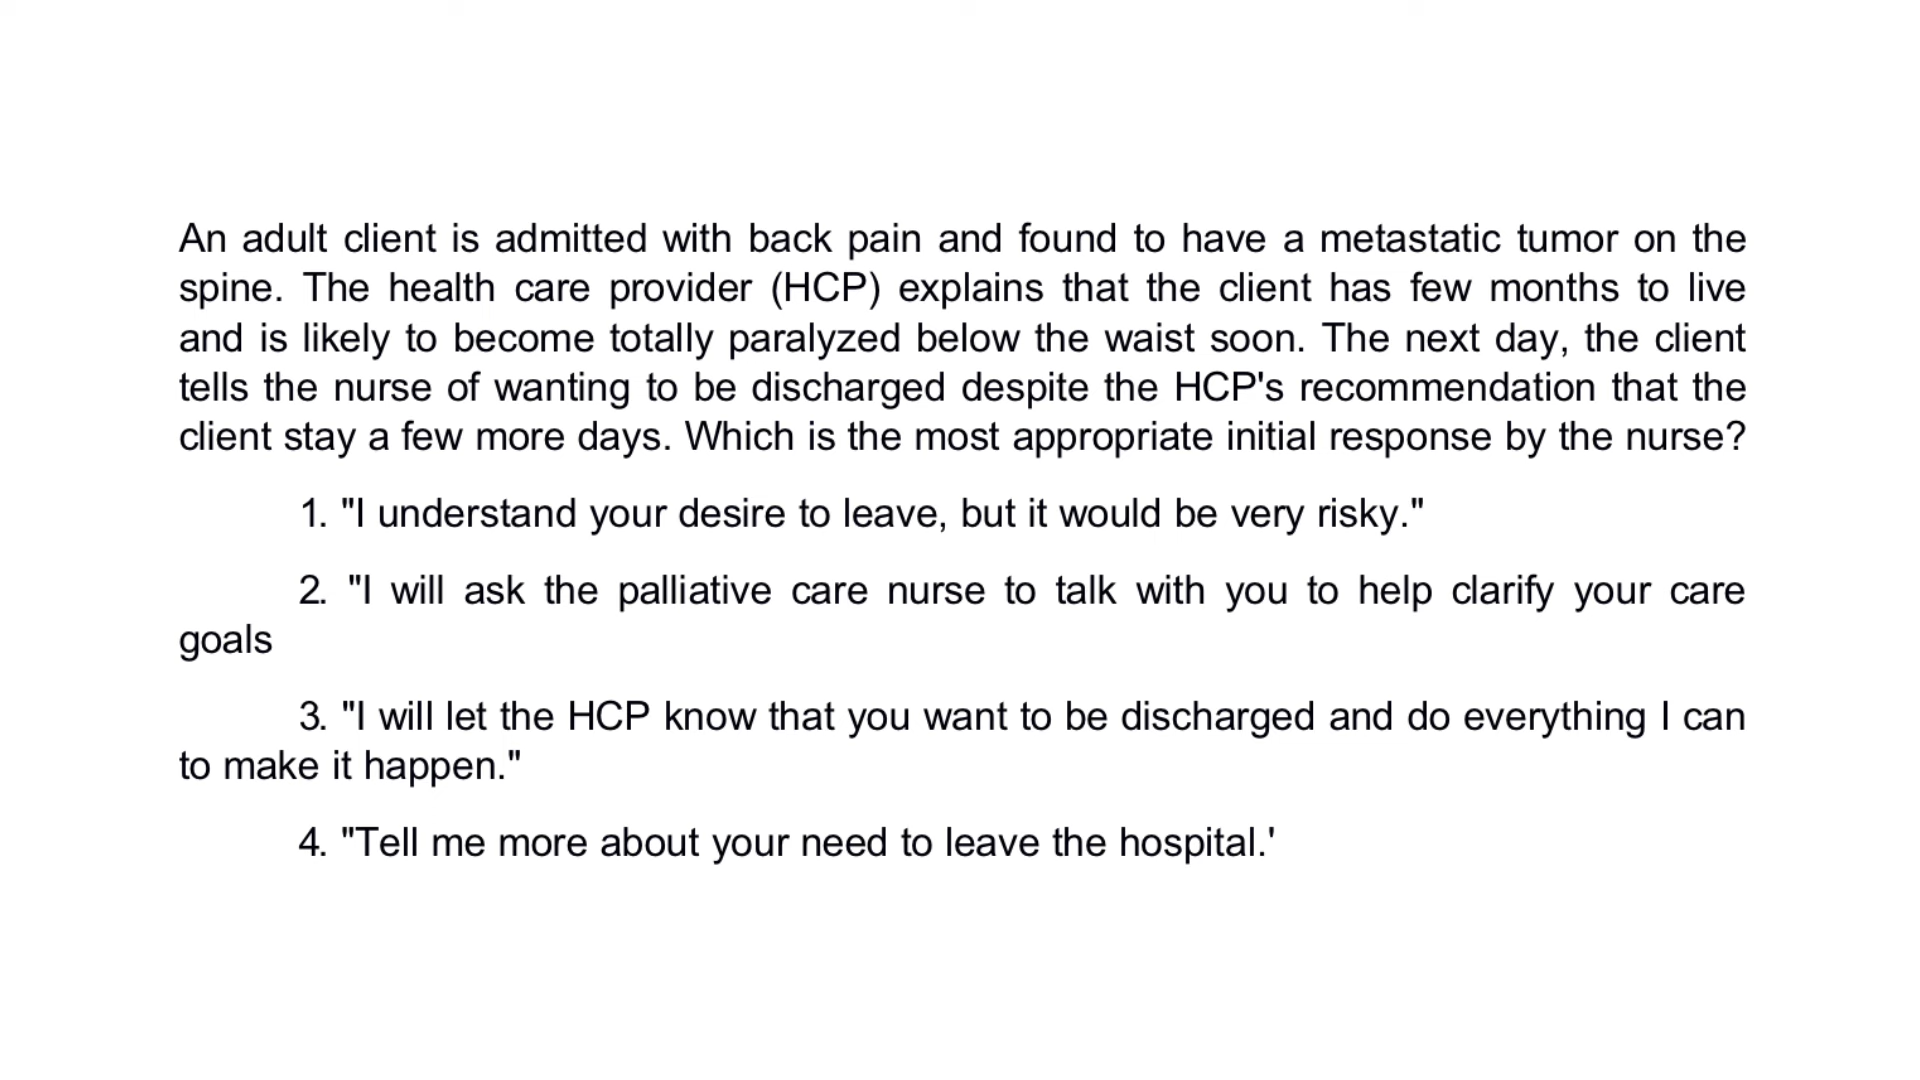 An adult client is admitted with back pain and found to have a metastatic tumor on the
spine. The health care provider (HCP) explains that the client has few months to live
and is likely to become totally paralyzed below the waist soon. The next day, the client
tells the nurse of wanting to be discharged despite the HCP's recommendation that the
client stay a few more days. Which is the most appropriate initial response by the nurse?
1. "I understand your desire to leave, but it would be very risky."
2. "I will ask the palliative care nurse to talk with you to help clarify your care
goals
3. "I will let the HCP know that you want to be discharged and do everything I can
to make it happen."
4. "Tell me more about your need to leave the hospital.'